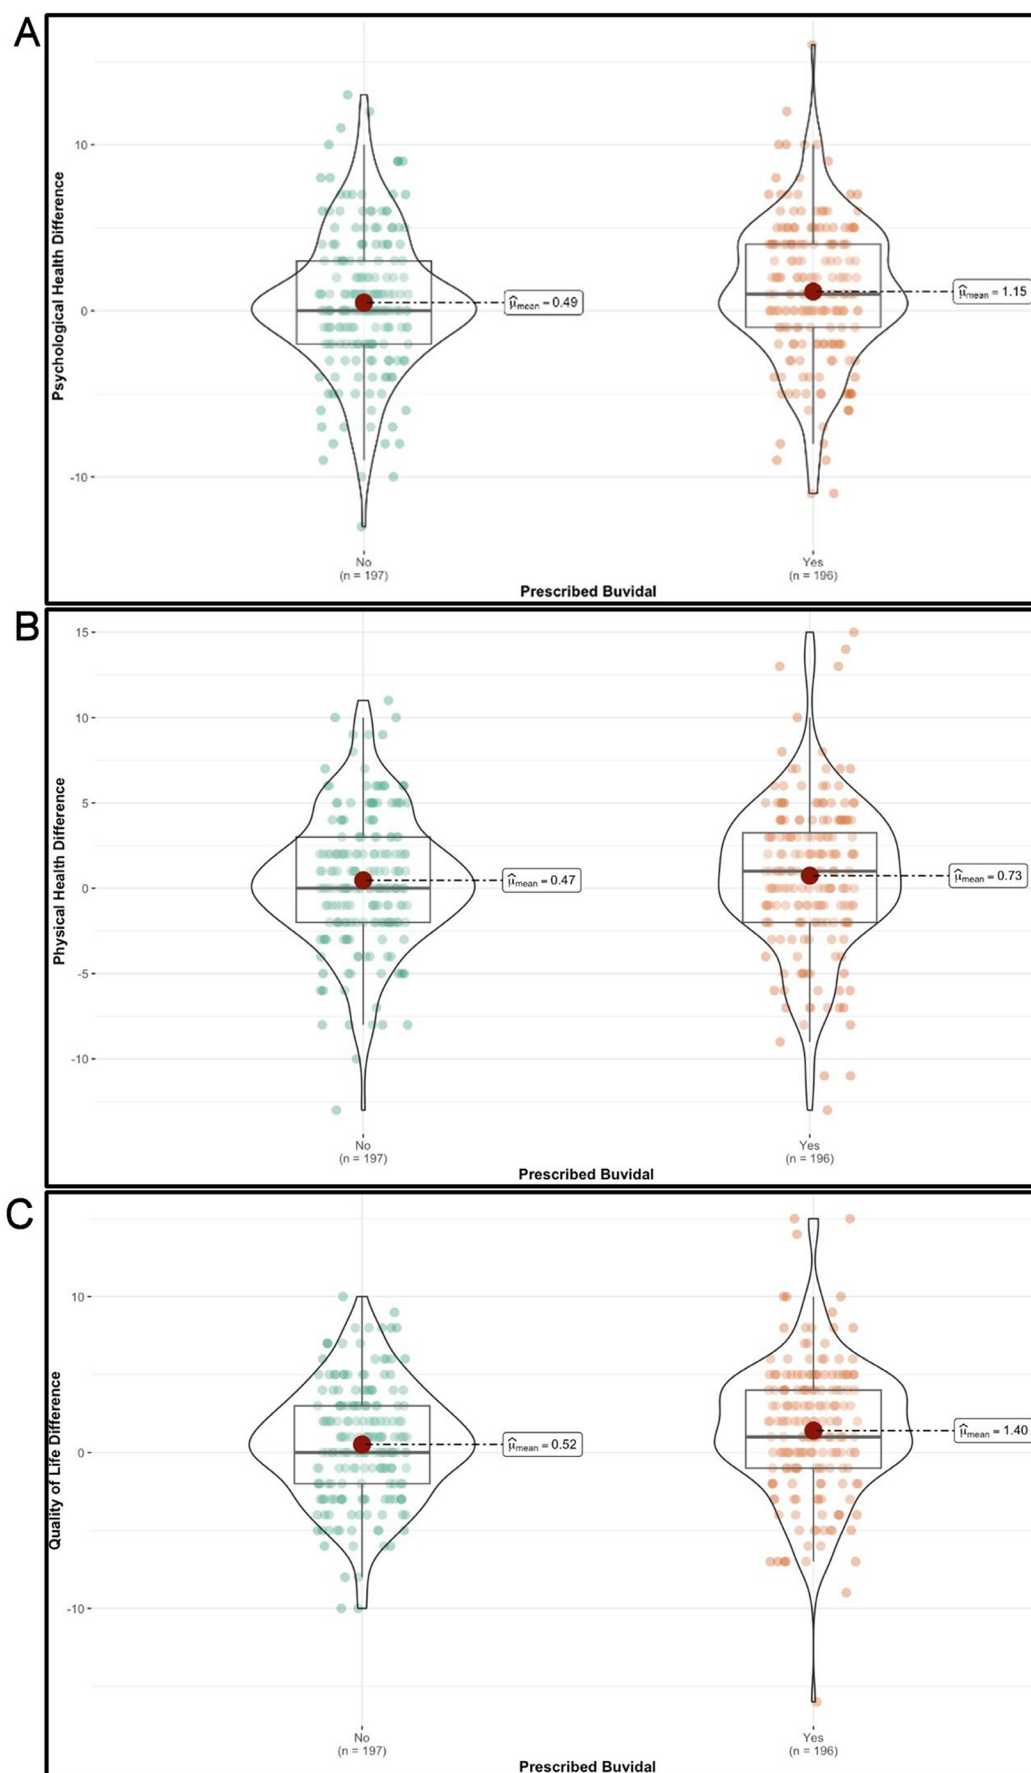 A
Psychological Health Difference
10
0
-10
μ̂mean = 0.49
μ̂mean = 1.15
No
(n = 197)
Yes
(n = 196)
Prescribed Buvidal
B
Physical Health Difference
15
10
5
0
-5
-10
μ̂mean = 0.47
μ̂mean = 0.73
No
(n = 197)
Yes
(n = 196)
Prescribed Buvidal
C
Quality of Life Difference
10
0
-10
μ̂mean = 0.52
μ̂mean = 1.40
No
(n = 197)
Yes
(n = 196)
Prescribed Buvidal